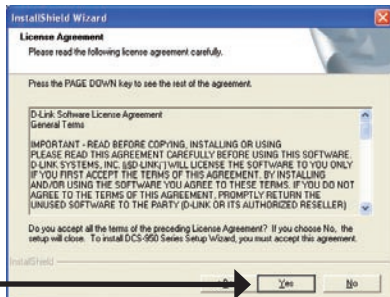 InstallShield Wizard
License Agreement
Please read the following license agreement carefully.
Press the PAGE DOWN key to see the rest of the agreement.
D-Link Software License Agreement
General Terms
IMPORTANT - READ BEFORE COPYING, INSTALLING OR USING
PLEASE READ THIS AGREEMENT CAREFULLY BEFORE USING THIS SOFTWARE.
D-LINK SYSTEMS, INC. (§§D-LINK¡¨) WILL LICENSE THE SOFTWARE TO YOU ONLY
IF YOU FIRST ACCEPT THE TERMS OF THIS AGREEMENT. BY INSTALLING
AND/OR USING THE SOFTWARE YOU AGREE TO THESE TERMS. IF YOU DO NOT
AGREE TO THE TERMS OF THIS AGREEMENT, PROMPTLY RETURN THE
UNUSED SOFTWARE TO THE PARTY (D-LINK OR ITS AUTHORIZED RESELLER)
Do you accept all the terms of the preceding License Agreement? If you choose No, the
setup will close. To install DCS-950 Series Setup Wizard, you must accept this agreement.
InstallShield
Yes No